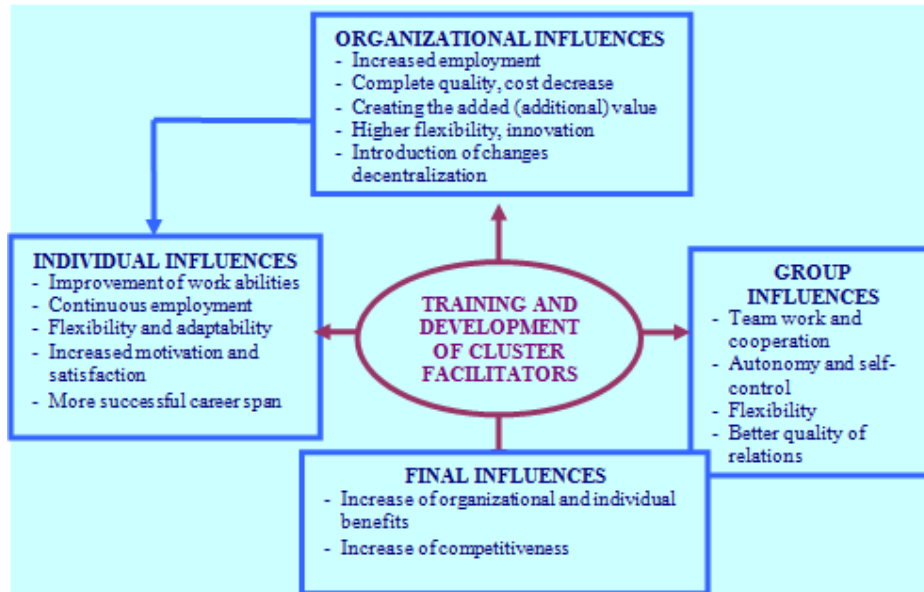 ORGANIZATIONAL INFLUENCES
- Increased employment
- Complete quality, cost decrease
- Creating the added (additional) value
- Higher flexibility, innovation
- Introduction of changes
decentralization
INDIVIDUAL INFLUENCES
- Improvement of work abilities
- Continuous employment
- Flexibility and adaptability
- Increased motivation and
satisfaction
- More successful career span
TRAINING AND
DEVELOPMENT
OF CLUSTER
FACILITATORS
GROUP
INFLUENCES
- Team work and
cooperation
- Autonomy and self-
control
- Flexibility
- Better quality of
relations
FINAL INFLUENCES
- Increase of organizational and individual
benefits
- Increase of competitiveness